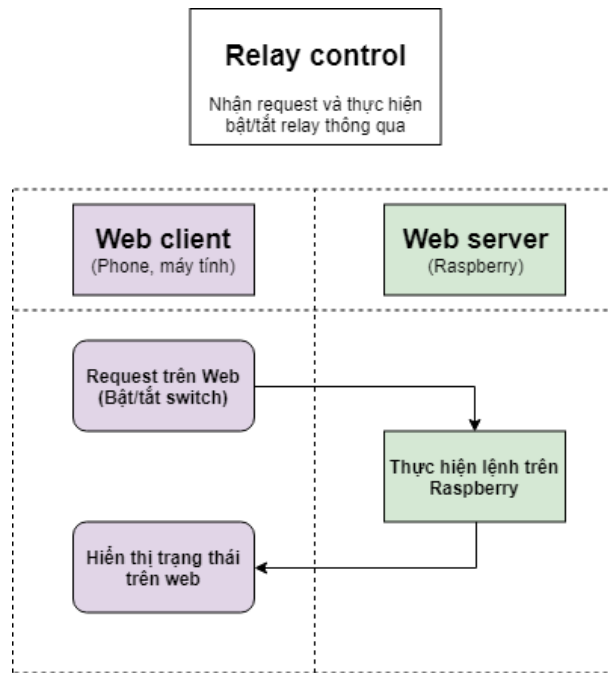 Relay control
Nhận request và thực hiện
bật/tắt relay thông qua
Web client
(Phone, máy tính)
Web server
(Raspberry)
Request trên Web
(Bật/tắt switch)
Thực hiện lệnh trên
Raspberry
Hiển thị trạng thái
trên web